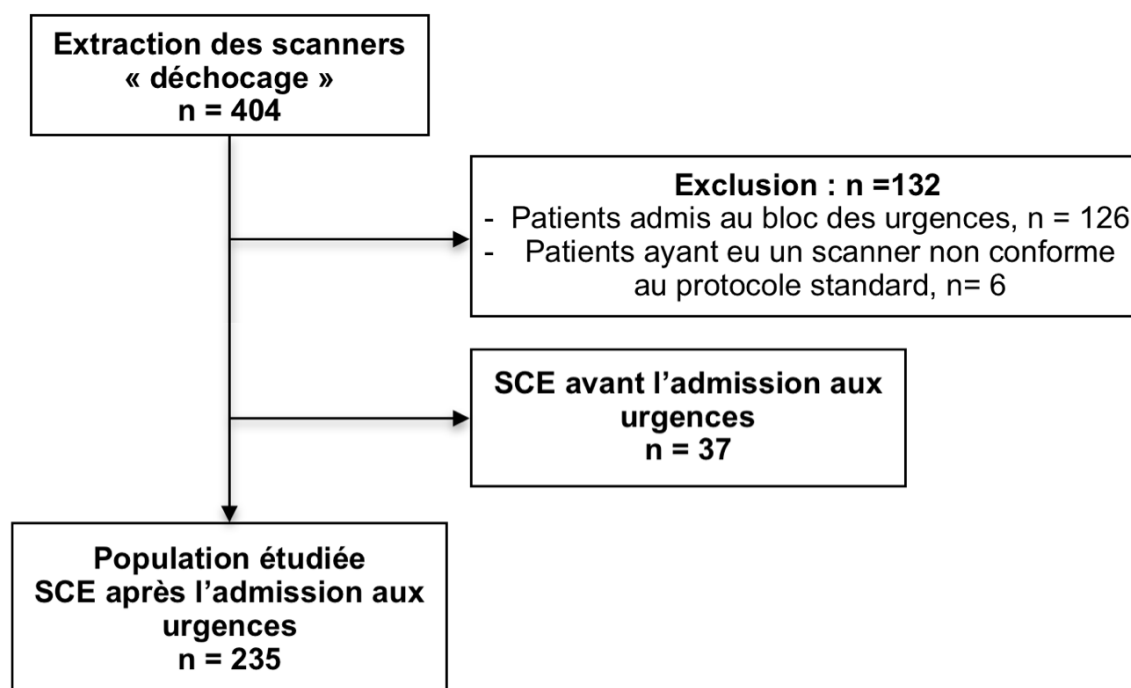 Extraction des scanners
« déchocage »
n = 404
Exclusion : n =132
- Patients admis au bloc des urgences, n = 126
- Patients ayant eu un scanner non conforme
au protocole standard, n= 6
SCE avant l’admission aux
urgences
n = 37
Population étudiée
SCE après l’admission aux
urgences
n = 235